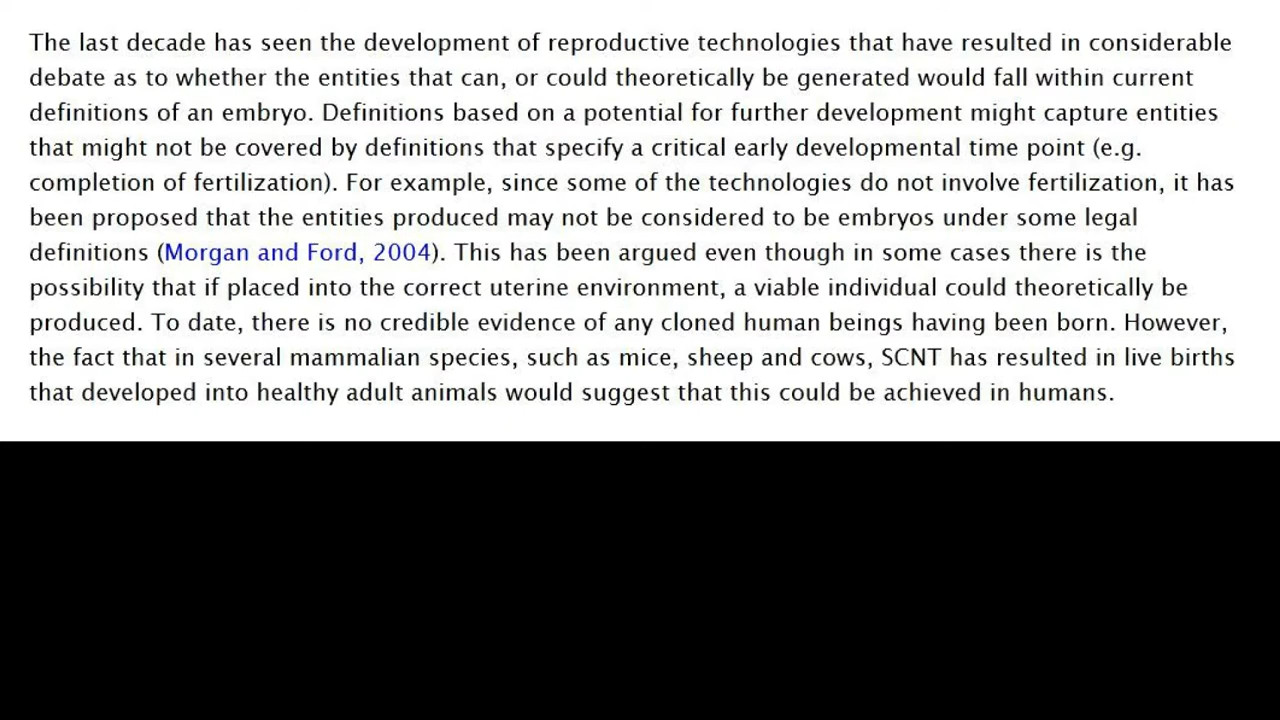 The last decade has seen the development of reproductive technologies that have resulted in considerable
debate as to whether the entities that can, or could theoretically be generated would fall within current
definitions of an embryo. Definitions based on a potential for further development might capture entities
that might not be covered by definitions that specify a critical early developmental time point (e.g.
completion of fertilization). For example, since some of the technologies do not involve fertilization, it has
been proposed that the entities produced may not be considered to be embryos under some legal
definitions (Morgan and Ford, 2004). This has been argued even though in some cases there is the
possibility that if placed into the correct uterine environment, a viable individual could theoretically be
produced. To date, there is no credible evidence of any cloned human beings having been born. However,
the fact that in several mammalian species, such as mice, sheep and cows, SCNT has resulted in live births
that developed into healthy adult animals would suggest that this could be achieved in humans.